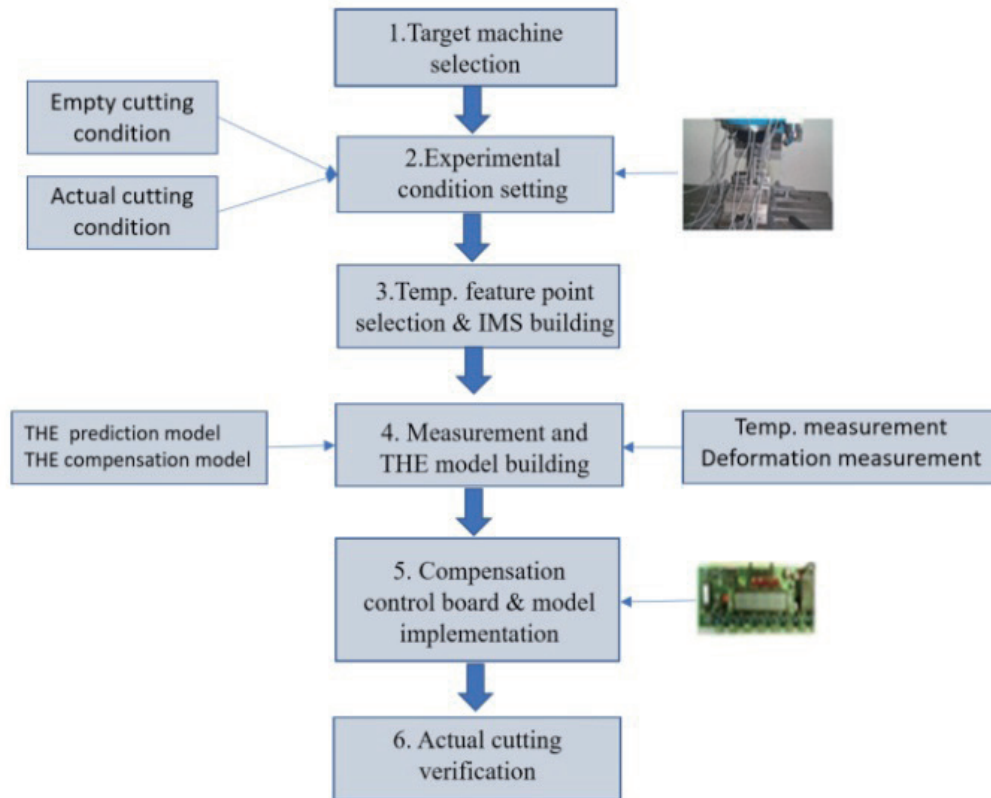 1.Target machine
selection
Empty cutting
condition
Actual cutting
condition
2.Experimental
condition setting
3.Temp. feature point
selection & IMS building
THE prediction model
THE compensation model
4. Measurement and
THE model building
Temp. measurement
Deformation measurement
5. Compensation
control board & model
implementation
6. Actual cutting
verification